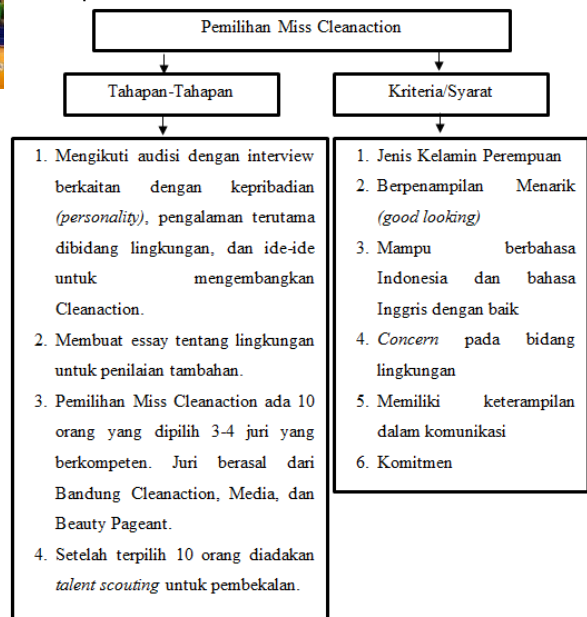 Pemilihan Miss Cleanaction
Tahapan-Tahapan
1. Mengikuti audisi dengan interview
berkaitan dengan kepribadian
(personality), pengalaman terutama
dibidang lingkungan, dan ide-ide
untuk mengembangkan
Cleanaction.
2. Membuat essay tentang lingkungan
untuk penilaian tambahan.
3. Pemilihan Miss Cleanaction ada 10
orang yang dipilih 3-4 juri yang
berkompeten. Juri berasal dari
Bandung Cleanaction, Media, dan
Beauty Pageant.
4. Setelah terpilih 10 orang diadakan
talent scouting untuk pembekalan.
Kriteria/Syarat
1. Jenis Kelamin Perempuan
2. Berpenampilan Menarik
(good looking)
3. Mampu berbahasa
Indonesia dan bahasa
Inggris dengan baik
4. Concern pada bidang
lingkungan
5. Memiliki keterampilan
dalam komunikasi
6. Komitmen